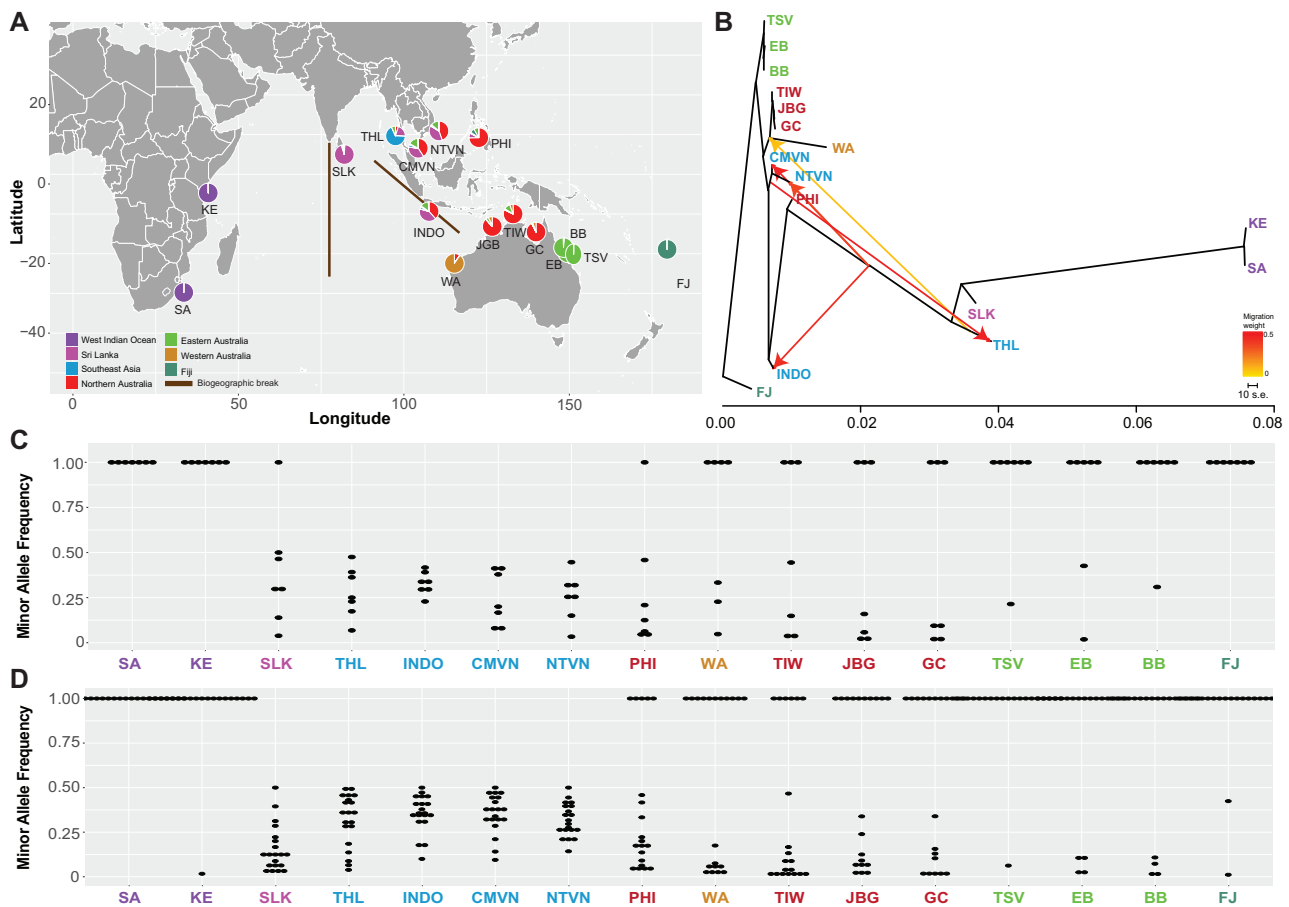 A
B
20
0
−20
−40
Latitude
0
50
100
150
Longitude
THL
NTVN
PHI
SLK
CMVN
KE
INDO
JGB
TIW
GC
BB
EB
TSV
WA
FJ
SA
West Indian Ocean
Sri Lanka
Southeast Asia
Northern Australia
Eastern Australia
Western Australia
Fiji
Biogeographic break
TSV
EB
BB
TIW
JBG
GC
WA
CMVN
NTVN
PHI
KE
SA
SLK
THL
INDO
FJ
Migration
weight
0.5
0
10 s.e.
0.00
0.02
0.04
0.06
0.08
C
Minor Allele Frequency
1.00
0.75
0.50
0.25
0
SA KE SLK THL INDO CMVN NTVN PHI WA TIW JBG GC TSV EB BB FJ
D
Minor Allele Frequency
1.00
0.75
0.50
0.25
0
SA KE SLK THL INDO CMVN NTVN PHI WA TIW JBG GC TSV EB BB FJ